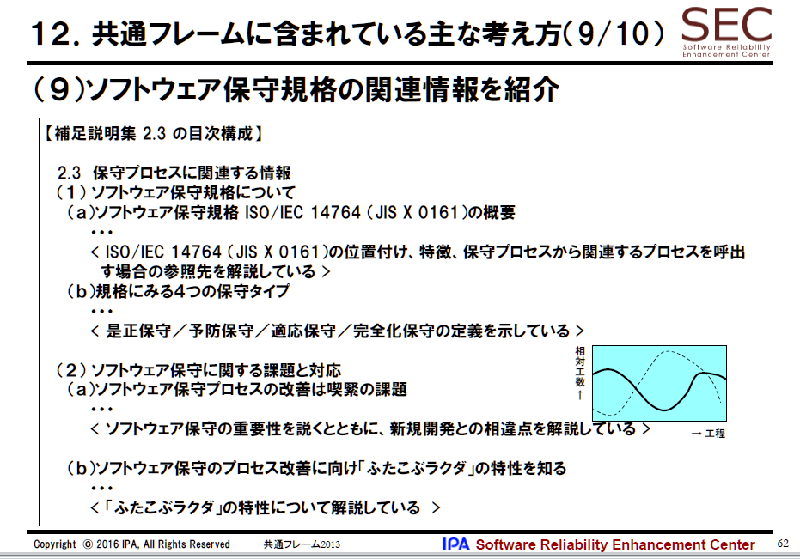 12．共通フレームに含まれている主な考え方（9/10）
SEC
Software Reliability
Enhancement Center
（9）ソフトウェア保守規格の関連情報を紹介
【補足説明集 2.3 の目次構成】
2.3 保守プロセスに関連する情報
（1）ソフトウェア保守規格について
（a）ソフトウェア保守規格 ISO/IEC 14764（JIS X 0161）の概要
･･･
< ISO/IEC 14764（JIS X 0161）の位置付け、特徴、保守プロセスから関連するプロセスを呼出
す場合の参照先を解説している >
（b）規格にみる4つの保守タイプ
･･･
< 是正保守／予防保守／適応保守／完全化保守の定義を示している >
（2）ソフトウェア保守に関する課題と対応
（a）ソフトウェア保守プロセスの改善は喫緊の課題
･･･
< ソフトウェア保守の重要性を説くとともに、新規開発との相違点を解説している >
相対工数→
→工程
（b）ソフトウェア保守のプロセス改善に向け「ふたこぶラクダ」の特性を知る
･･･
< 「ふたこぶラクダ」の特性について解説している >
Copyright © 2016 IPA, All Rights Reserved
共通フレーム2013
IPA Software Reliability Enhancement Center
62